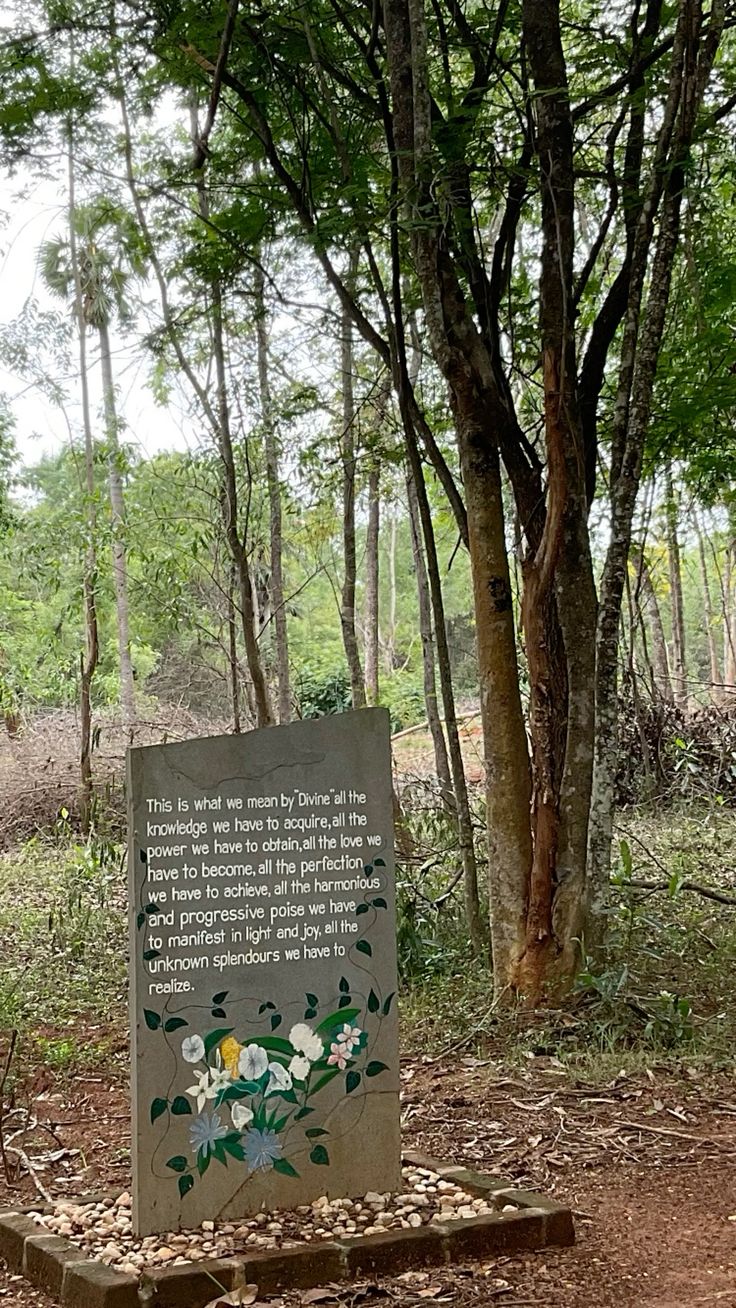 This is what we mean by "Divine" all the
knowledge we have to acquire, all the
power we have to obtain, all the love we
have to become, all the perfection
we have to achieve, all the harmonious
and progressive poise we have
to manifest in light and joy, all the
unknown splendours we have to
realize.